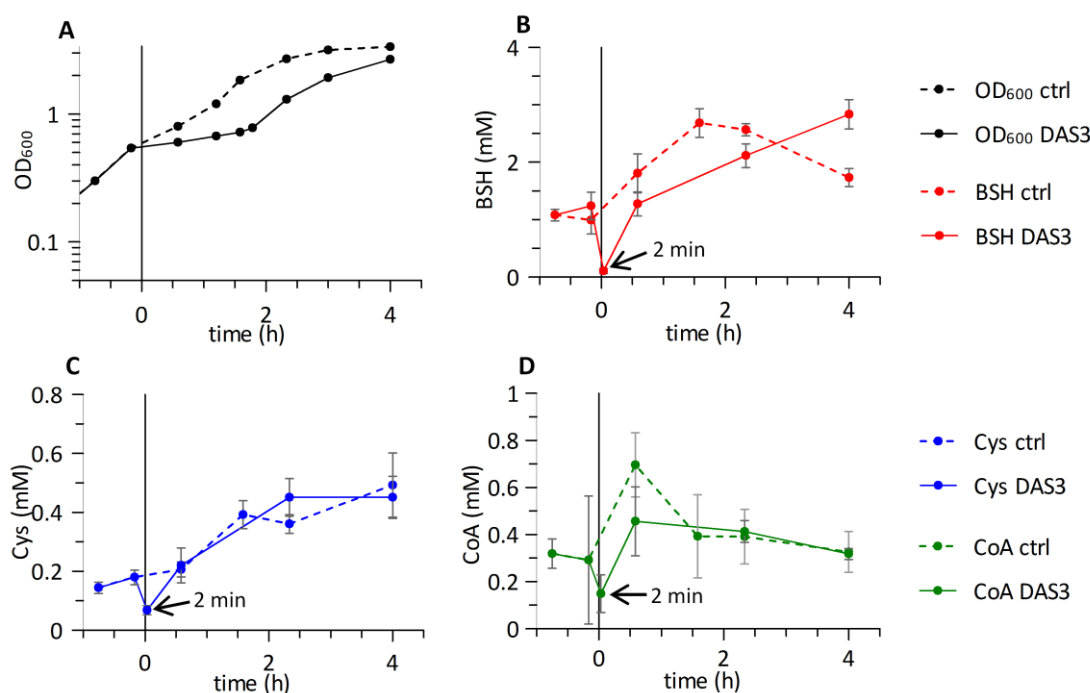 A
1
0.1
OD₆₀₀
0
2
4
time (h)
B
4
2
0
BSH (mM)
2 min
0
2
4
time (h)
OD₆₀₀ ctrl
OD₆₀₀ DAS3
BSH ctrl
BSH DAS3
C
0.8
0.6
0.4
0.2
0
Cys (mM)
2 min
0
2
4
time (h)
D
1
0.8
0.6
0.4
0.2
0
CoA (mM)
2 min
0
2
4
time (h)
Cys ctrl
Cys DAS3
CoA ctrl
CoA DAS3